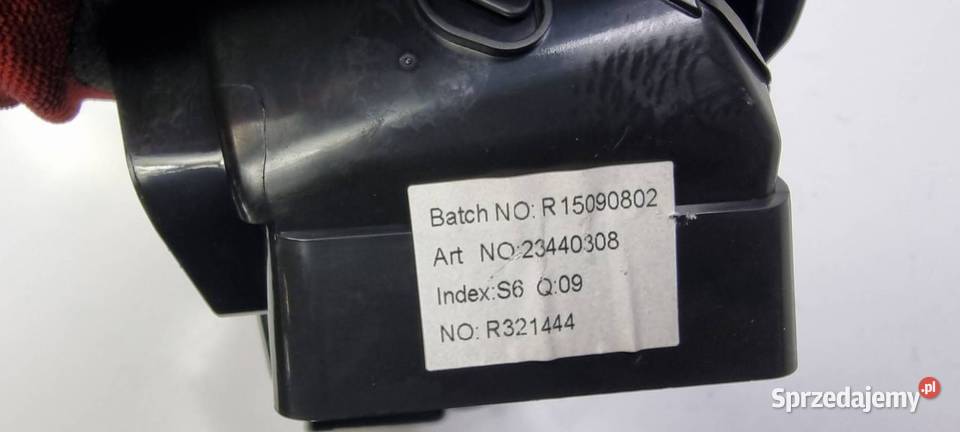 Batch NO: R15090802
Art NO:23440308
Index:S6 Q:09
NO: R321444
Sprzedajemy.pl